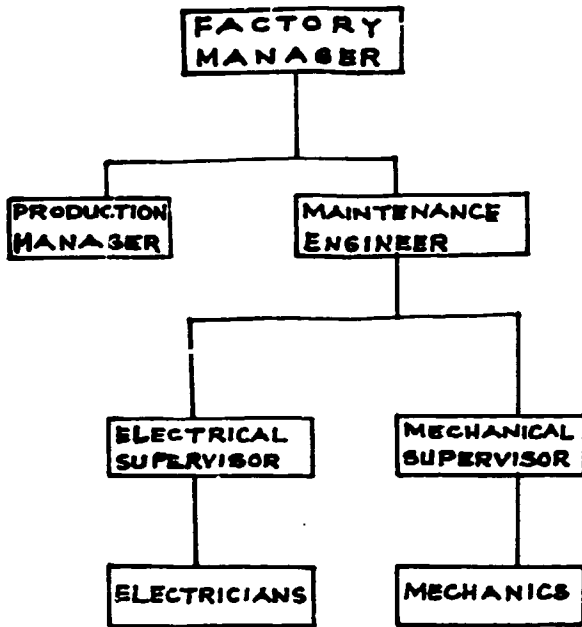 FACTORY
MANAGER
PRODUCTION
MANAGER
MAINTENANCE
ENGINEER
ELECTRICAL
SUPERVISOR
MECHANICAL
SUPERVISOR
ELECTRICIANS
MECHANICS